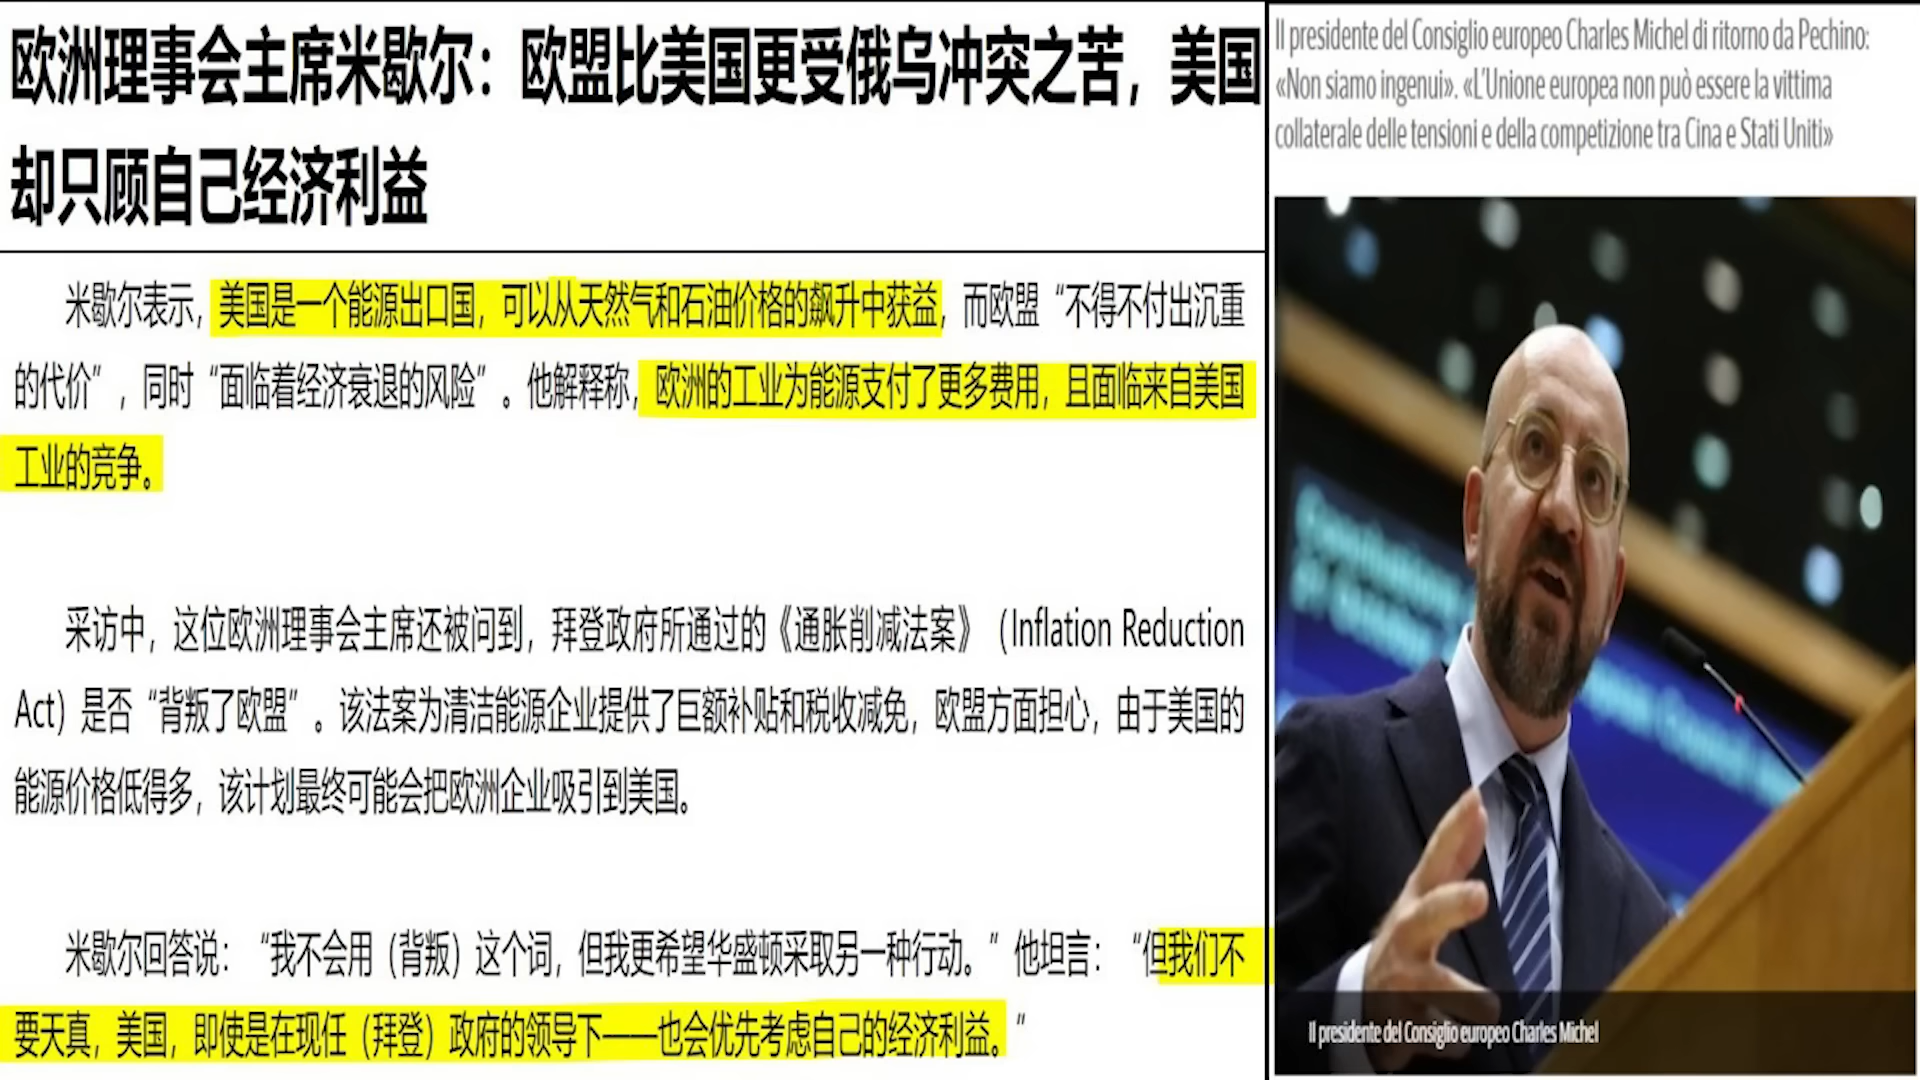 欧洲理事会主席米歇尔：欧盟比美国更受俄乌冲突之苦，美国
却只顾自己经济利益
米歇尔表示，美国是一个能源出口国，可以从天然气和石油价格的飙升中获益，而欧盟“不得不付出沉重
的代价”，同时“面临着经济衰退的风险”。他解释称，欧洲的工业为能源支付了更多费用，且面临来自美国
工业的竞争。
采访中，这位欧洲理事会主席还被问到，拜登政府所通过的《通胀削减法案》（Inflation Reduction
Act）是否“背叛了欧盟”。该法案为清洁能源企业提供了巨额补贴和税收减免，欧盟方面担心，由于美国的
能源价格低得多，该计划最终可能会把欧洲企业吸引到美国。
米歇尔回答说：“我不会用（背叛）这个词，但我更希望华盛顿采取另一种行动。”他坦言：“但我们不
要天真，美国，即使是在现任（拜登）政府的领导下——也会优先考虑自己的经济利益。”
Il presidente del Consiglio europeo Charles Michel di ritorno da Pechino:
«Non siamo ingenui». «L'Unione europea non può essere la vittima
collaterale delle tensioni e della competizione tra Cina e Stati Uniti»
Il presidente del Consiglio europeo Charles Michel